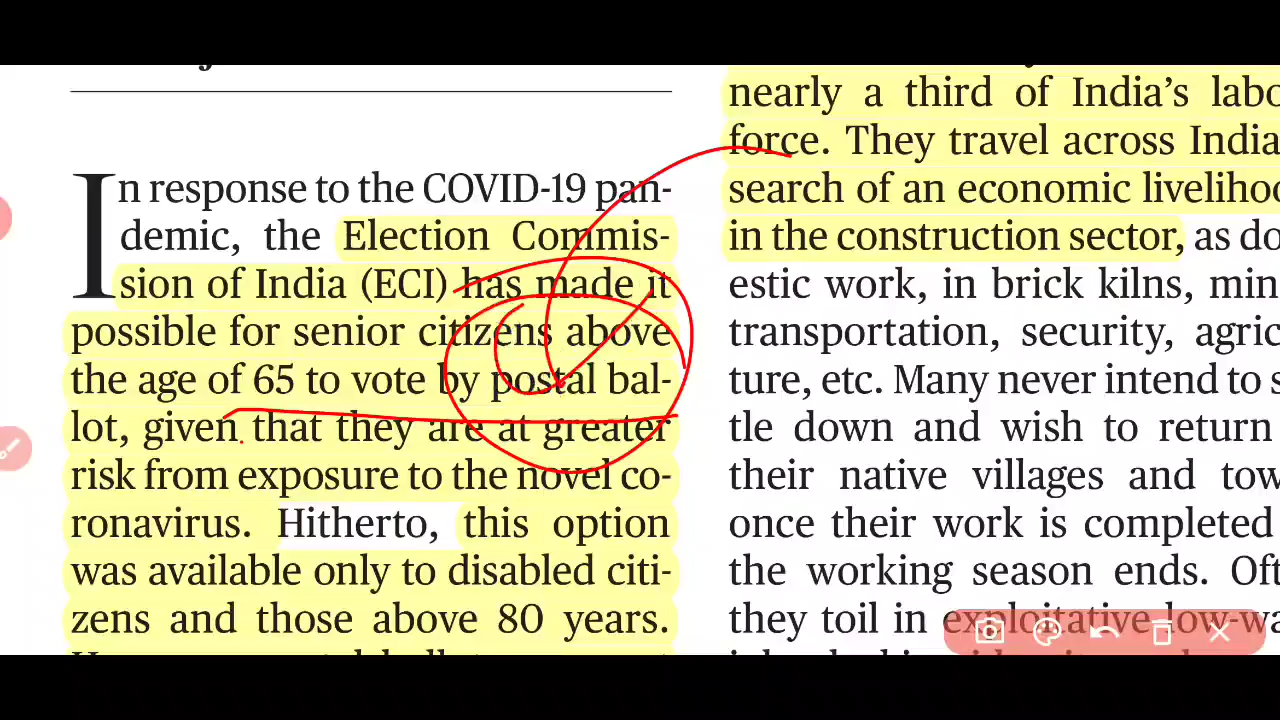 In response to the COVID-19 pan-
demic, the Election Commis-
sion of India (ECI) has made it
possible for senior citizens above
the age of 65 to vote by postal bal-
lot, given that they are at greater
risk from exposure to the novel co-
ronavirus. Hitherto, this option
was available only to disabled citi-
zens and those above 80 years.
nearly a third of India's labo
force. They travel across India
search of an economic livelihoo
in the construction sector, as do
estic work, in brick kilns, min
transportation, security, agric
ture, etc. Many never intend to s
tle down and wish to return
their native villages and tow
once their work is completed
the working season ends. Oft
they toil in exploitative low-wa